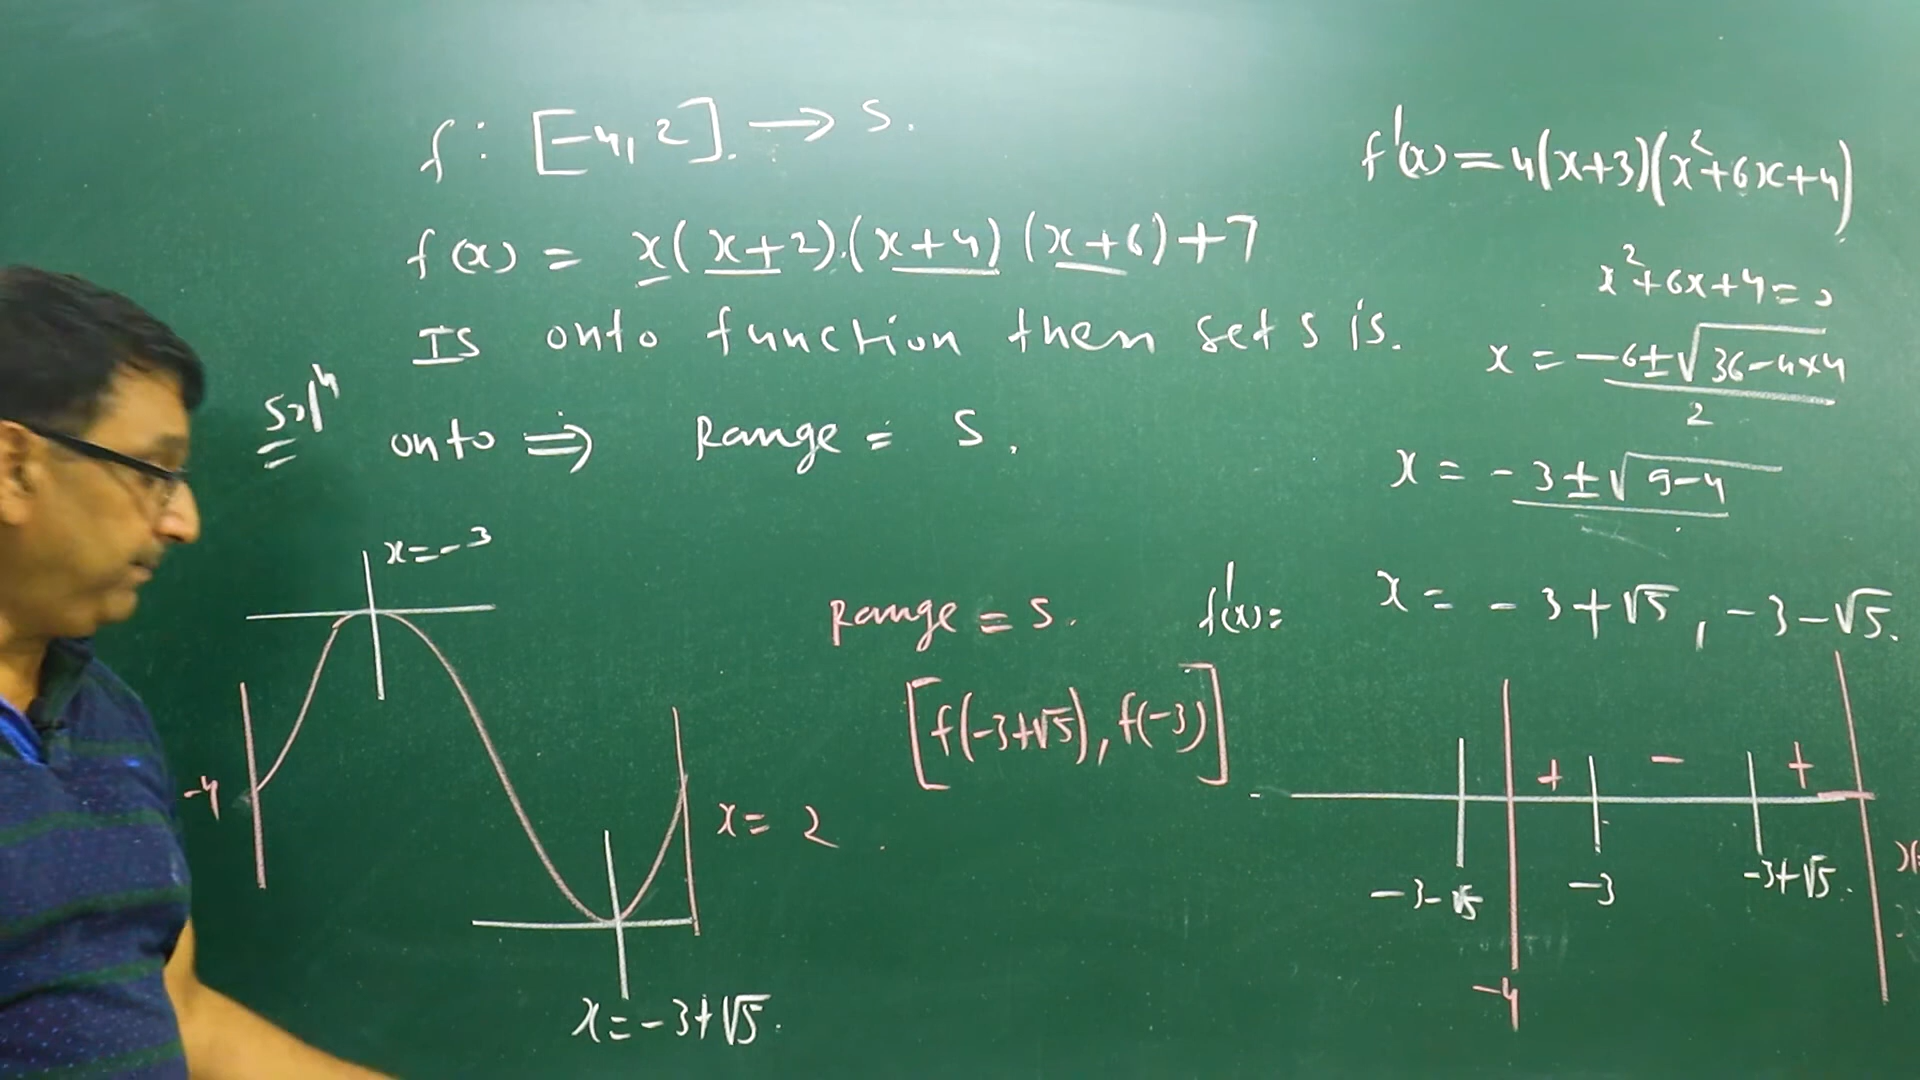 f : [-4, 2]. → S.
f(x) = x(x+2).(x+4)(x+6)+7
Is onto function then set S is.
Solⁿ
onto ⇒ Range = S.
x=-3
-4
x= 2
x=-3+√5.
Range = S.
[f(-3+√5), f(-3)]
f'(x) = 4(x+3)(x²+6x+4)
x²+6x+4=0
x = -6±√36-4×4
2
x = -3±√9-4
f'(x)=
x = -3+√5, -3-√5.
+ - +
-3-√5 -3 -3+√5.
-4